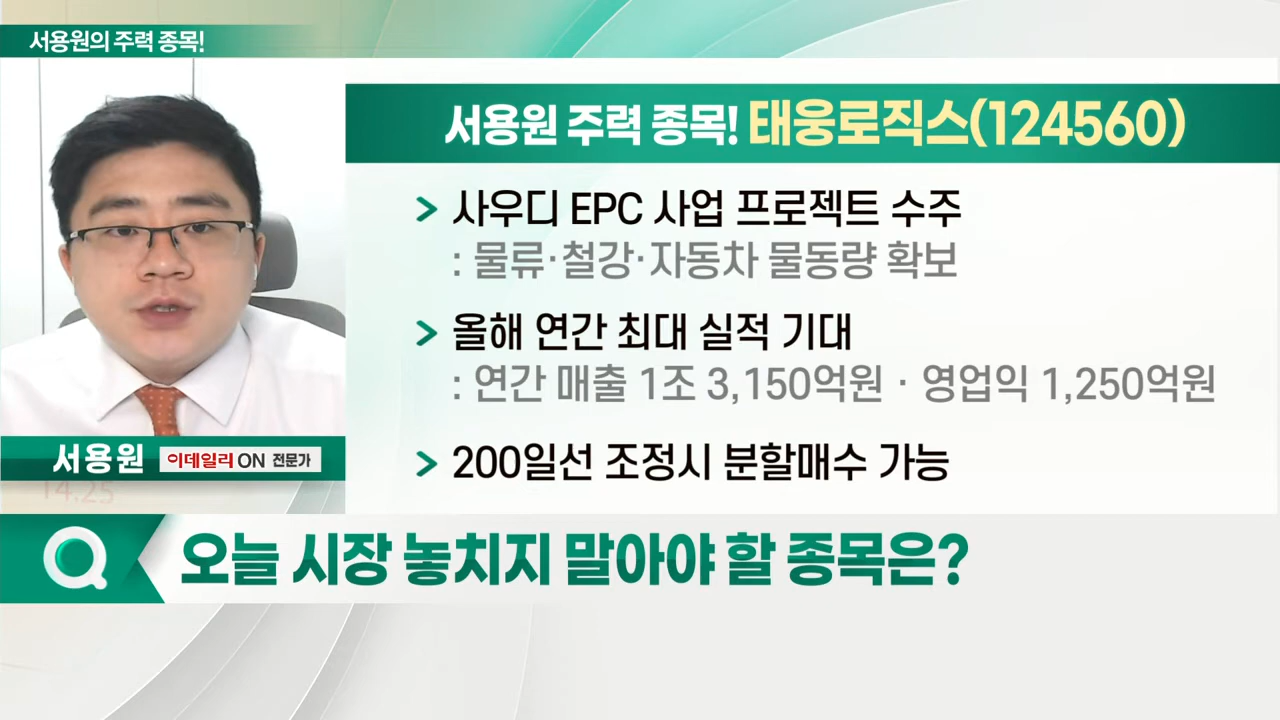 서용원의 주력 종목!
서용원 주력 종목! 태웅로직스(124560)
> 사우디 EPC 사업 프로젝트 수주
: 물류·철강·자동차 물동량 확보
> 올해 연간 최대 실적 기대
: 연간 매출 1조 3,150억원 · 영업익 1,250억원
> 200일선 조정시 분할매수 가능
서용원 이데일리 ON 전문가
14.25
오늘 시장 놓치지 말아야 할 종목은?